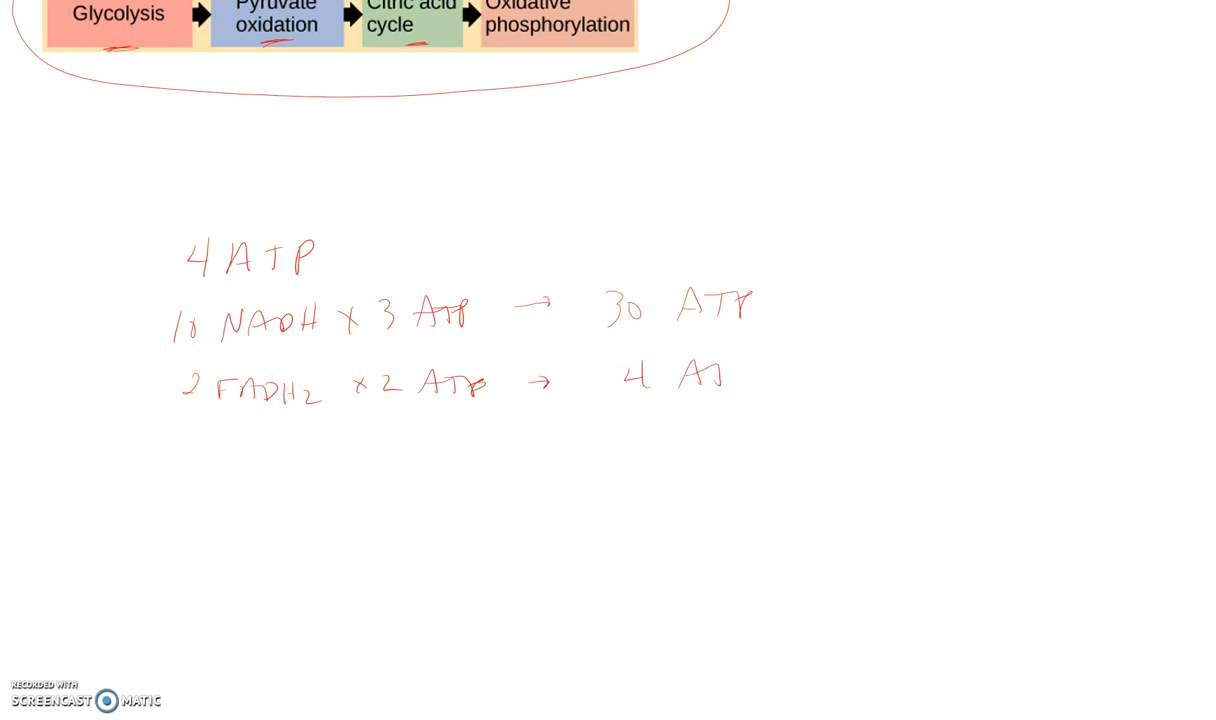 Glycolysis
Pyruvate
oxidation
Citric acid
cycle
Oxidative
phosphorylation
4 ATP
10 NADH x 3 ATP → 30 ATP
2 FADH2 x 2 ATP → 4 AT
RECORDED WITH
SCREENCAST MATIC